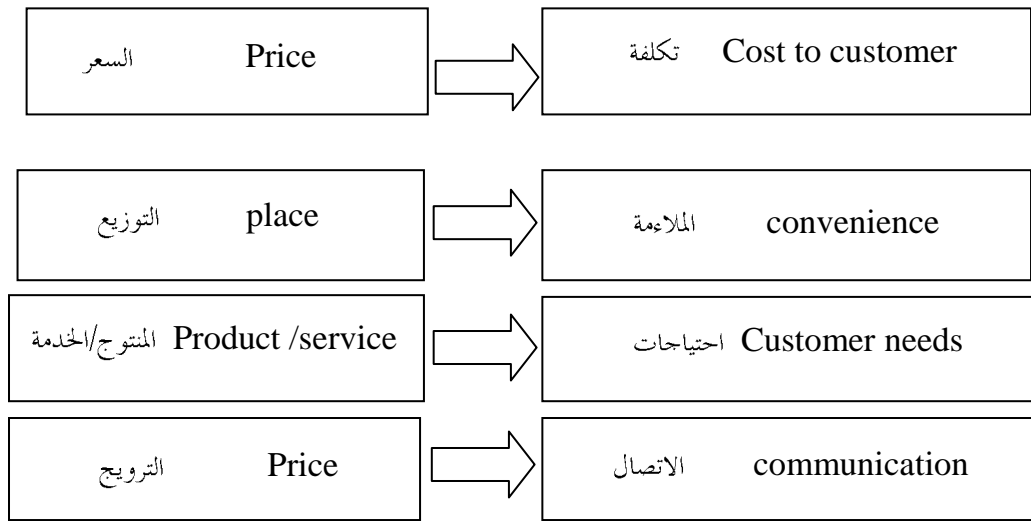 السعر Price
تكلفة Cost to customer
التوزيع place
الملاءمة convenience
المنتوج/الخدمة Product /service
احتياجات Customer needs
الترويج Price
الاتصال communication